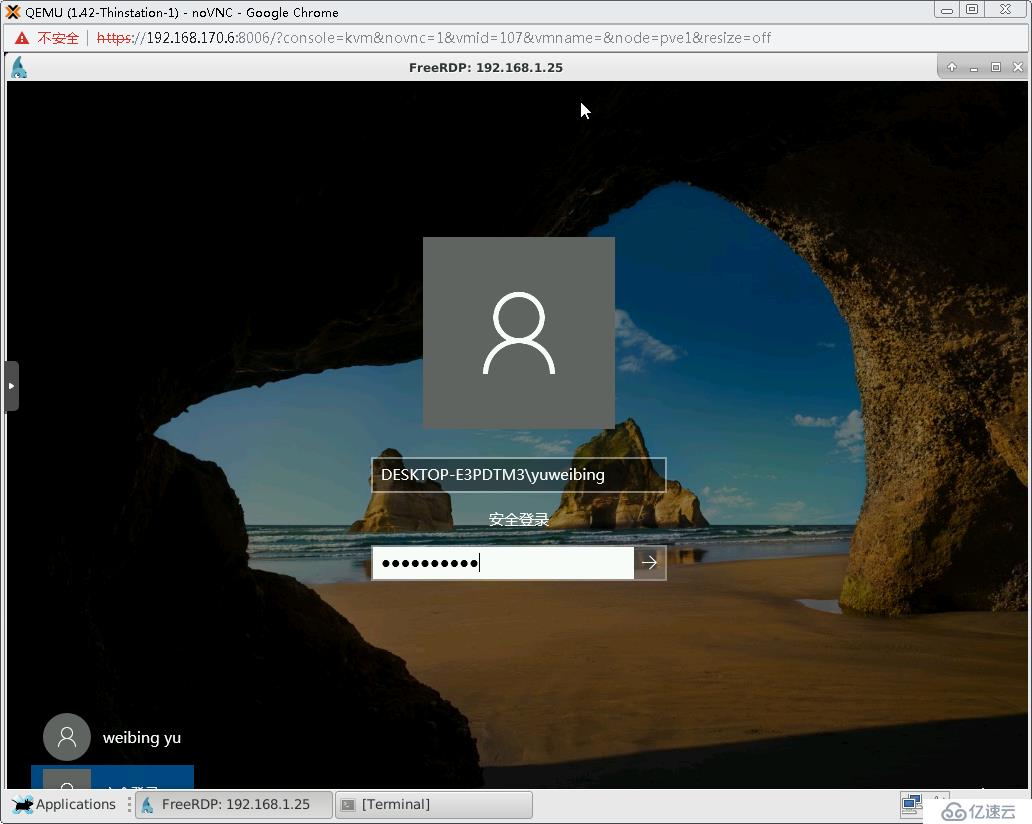 QEMU (1.42-Thinstation-1) - noVNC - Google Chrome
不安全 | https://192.168.170.6:8006/?console=kvm&novnc=1&vmid=107&vmname=&node=pve1&resize=off
FreeRDP: 192.168.1.25
DESKTOP-E3PDTM3\yuweibing
安全登录
weibing yu
Applications FreeRDP: 192.168.1.25 [Terminal]
亿速云